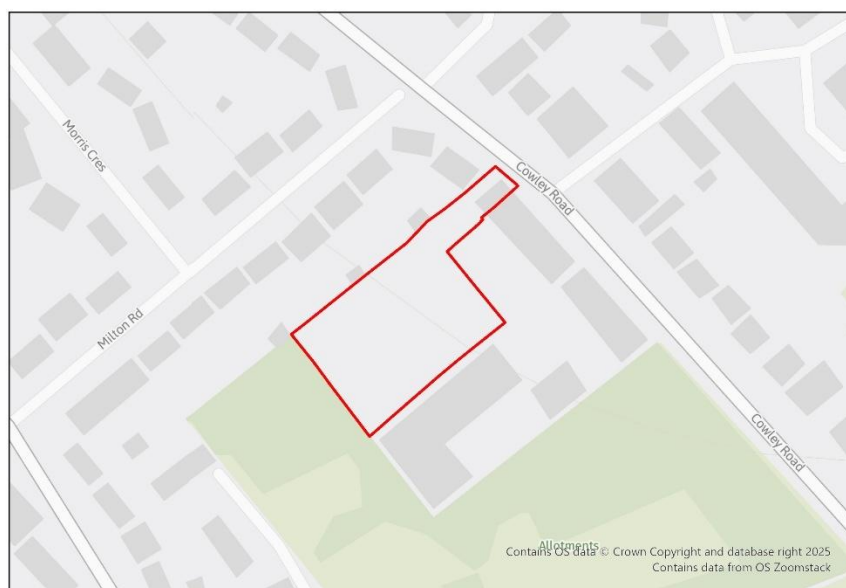 Morris Cres
Cowley Road
Milton Rd
Cowley Road
Allotments
Contains OS data © Crown Copyright and database right 2025
Contains data from OS Zoomstack